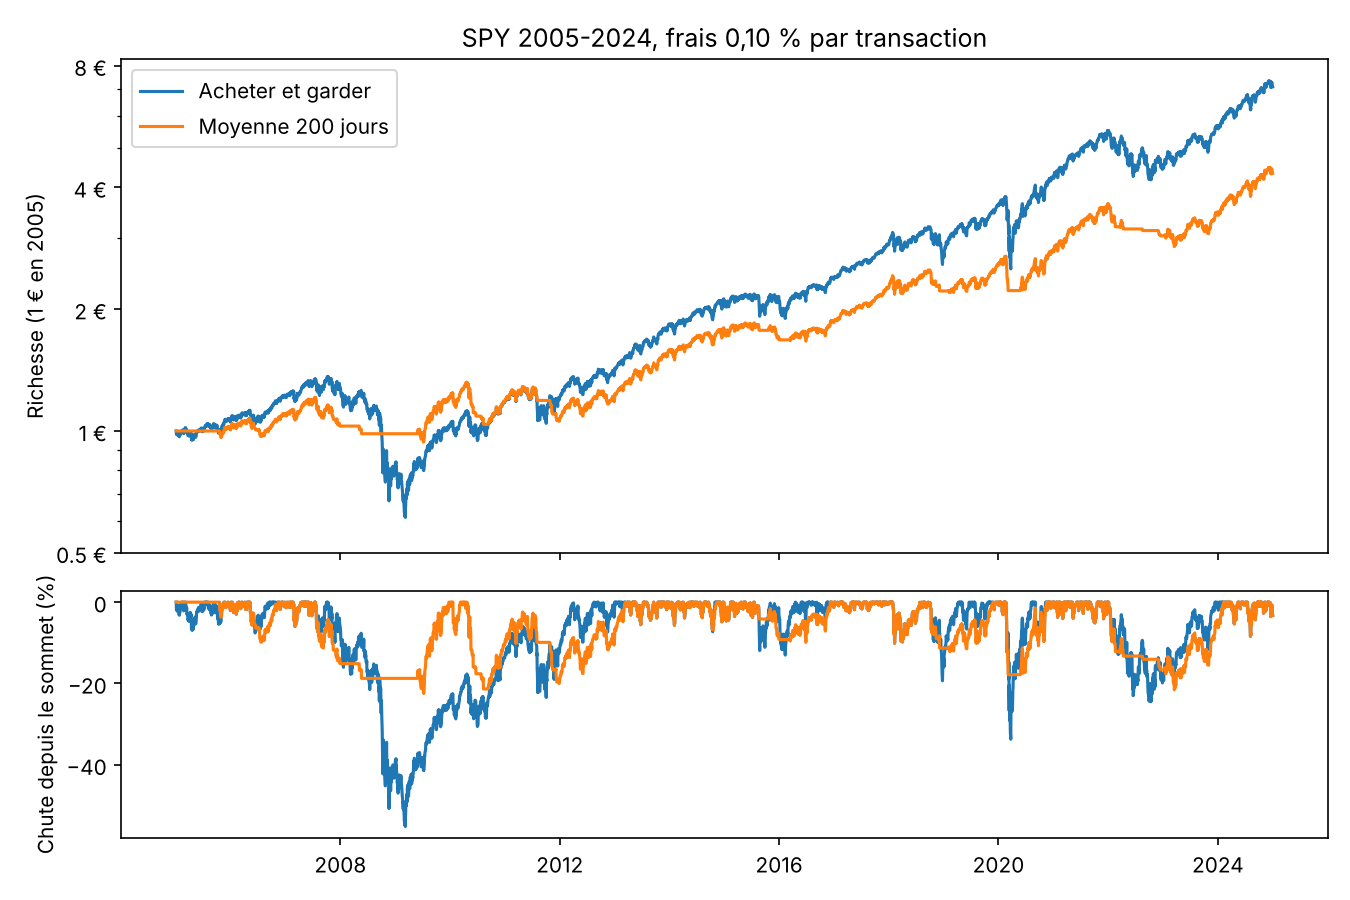 SPY 2005-2024, frais 0,10 % par transaction
Acheter et garder
Moyenne 200 jours
Richesse (1 € en 2005)
8 €
4 €
2 €
1 €
0.5 €
Chute depuis le sommet (%)
0
−20
−40
2008
2012
2016
2020
2024